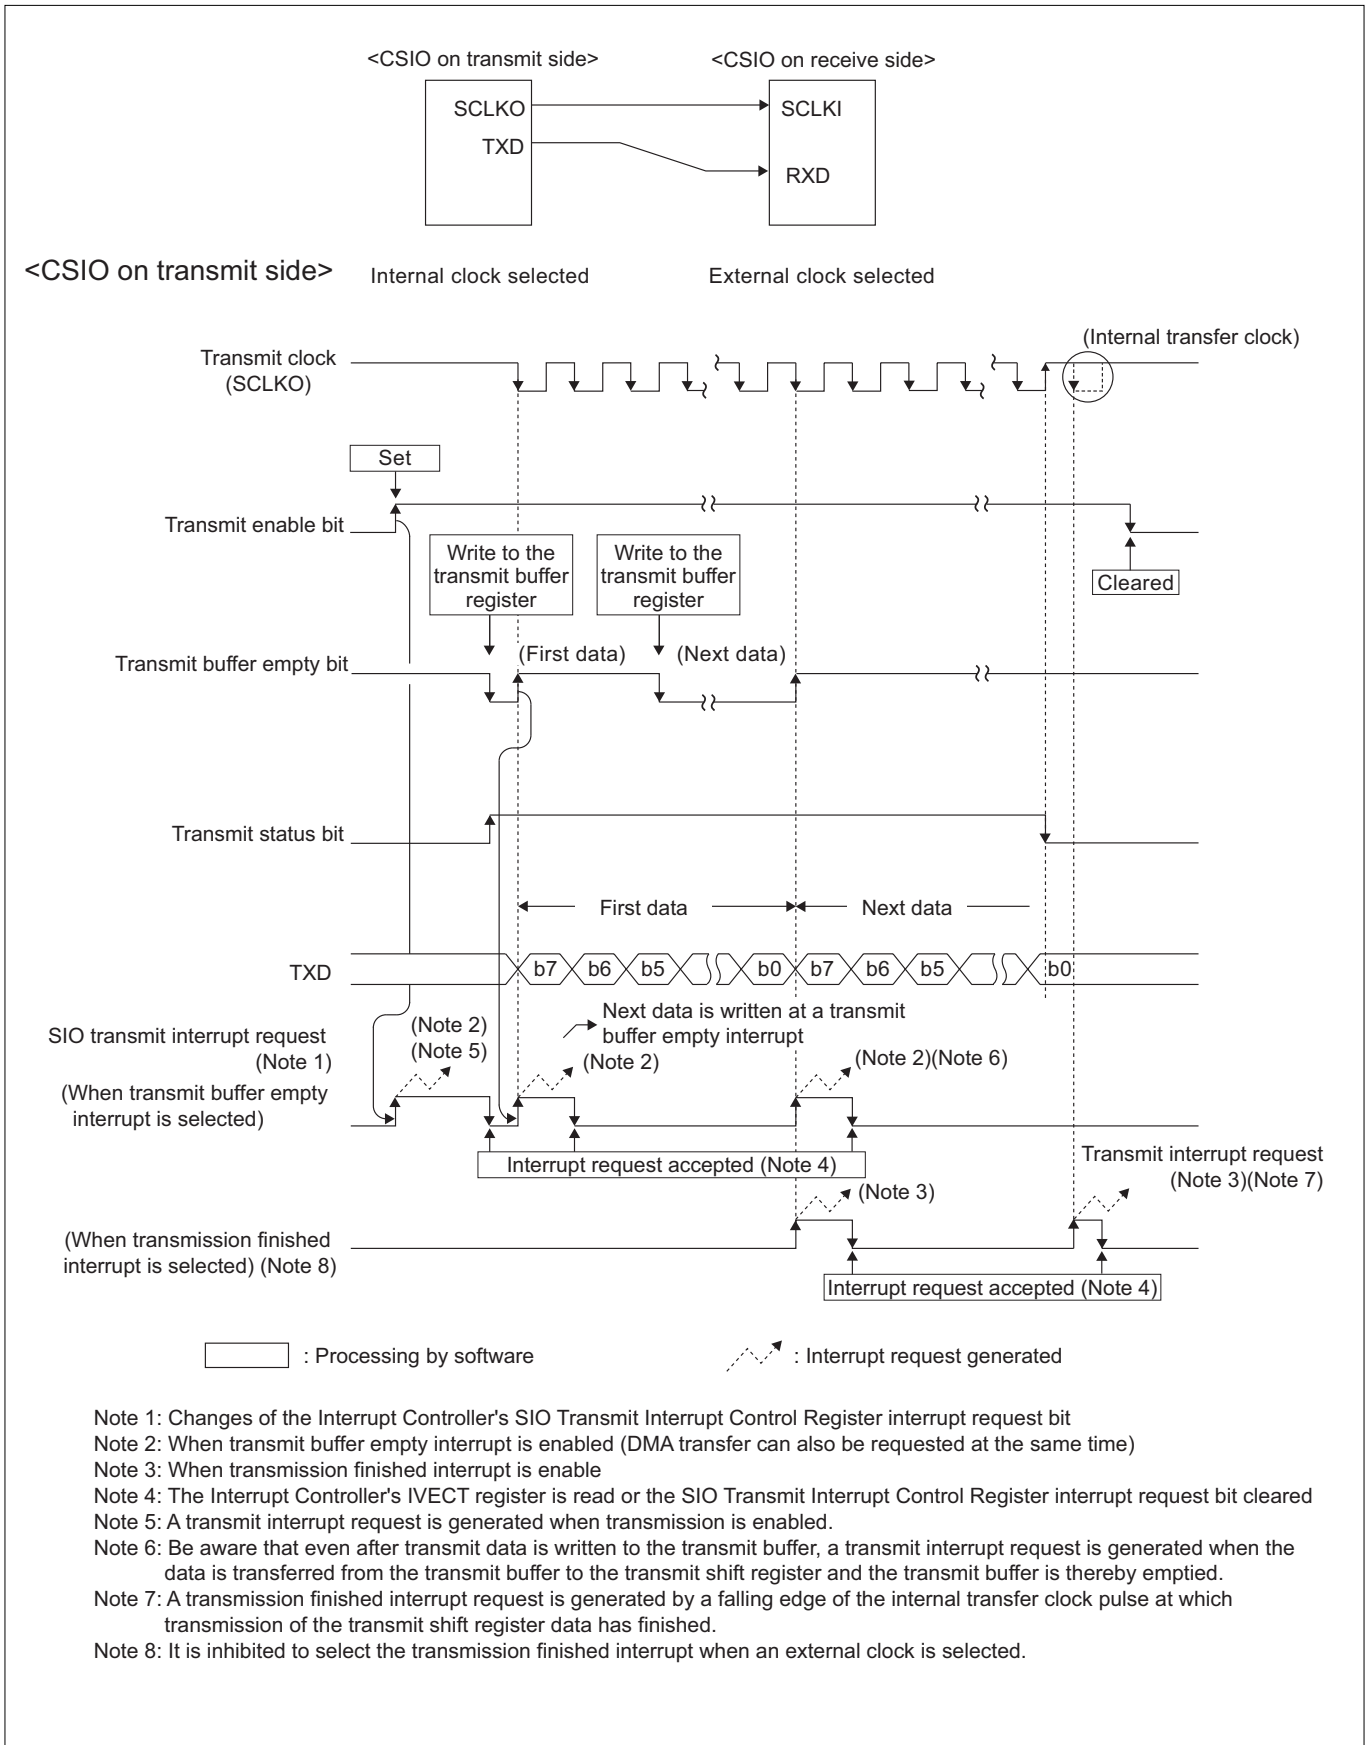 <CSIO on transmit side>
<CSIO on receive side>
SCLKO
SCLKI
TXD
RXD
<CSIO on transmit side>
Internal clock selected
External clock selected
(Internal transfer clock)
Transmit clock
(SCLKO)
Set
Transmit enable bit
Write to the
transmit buffer
register
Write to the
transmit buffer
register
Cleared
Transmit buffer empty bit
(First data)
(Next data)
Transmit status bit
First data
Next data
TXD
b7
b6
b5
b0
b7
b6
b5
b0
SIO transmit interrupt request
(Note 1)
(When transmit buffer empty
interrupt is selected)
(Note 2)
(Note 5)
Next data is written at a transmit
buffer empty interrupt
(Note 2)
(Note 2)(Note 6)
Interrupt request accepted (Note 4)
Transmit interrupt request
(Note 3)(Note 7)
(Note 3)
(When transmission finished
interrupt is selected) (Note 8)
Interrupt request accepted (Note 4)
: Processing by software
: Interrupt request generated
Note 1: Changes of the Interrupt Controller's SIO Transmit Interrupt Control Register interrupt request bit
Note 2: When transmit buffer empty interrupt is enabled (DMA transfer can also be requested at the same time)
Note 3: When transmission finished interrupt is enable
Note 4: The Interrupt Controller's IVECT register is read or the SIO Transmit Interrupt Control Register interrupt request bit cleared
Note 5: A transmit interrupt request is generated when transmission is enabled.
Note 6: Be aware that even after transmit data is written to the transmit buffer, a transmit interrupt request is generated when the
data is transferred from the transmit buffer to the transmit shift register and the transmit buffer is thereby emptied.
Note 7: A transmission finished interrupt request is generated by a falling edge of the internal transfer clock pulse at which
transmission of the transmit shift register data has finished.
Note 8: It is inhibited to select the transmission finished interrupt when an external clock is selected.